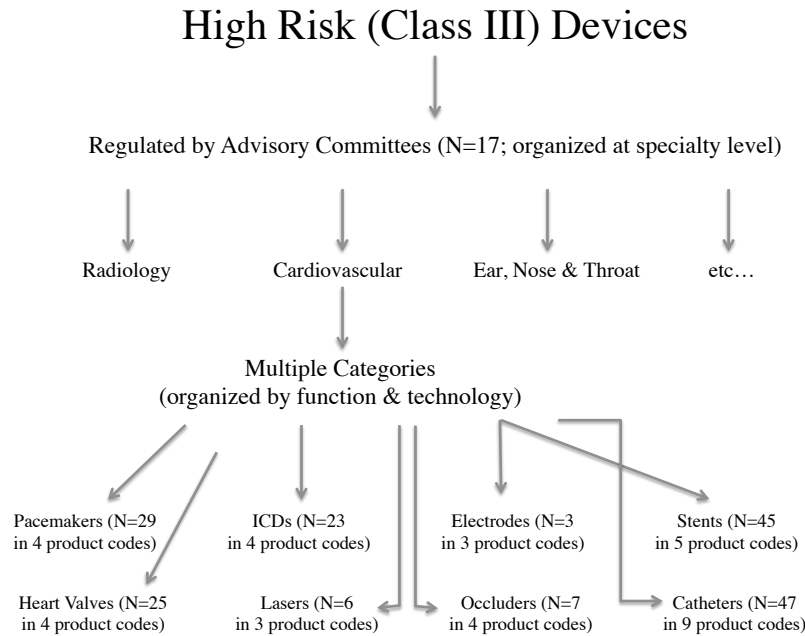 High Risk (Class III) Devices
Regulated by Advisory Committees (N=17; organized at specialty level)
Radiology
Cardiovascular
Ear, Nose & Throat
etc…
Multiple Categories
(organized by function & technology)
Pacemakers (N=29
in 4 product codes)
ICDs (N=23
in 4 product codes)
Electrodes (N=3
in 3 product codes)
Stents (N=45
in 5 product codes)
Heart Valves (N=25
in 4 product codes)
Lasers (N=6
in 3 product codes)
Occluders (N=7
in 4 product codes)
Catheters (N=47
in 9 product codes)